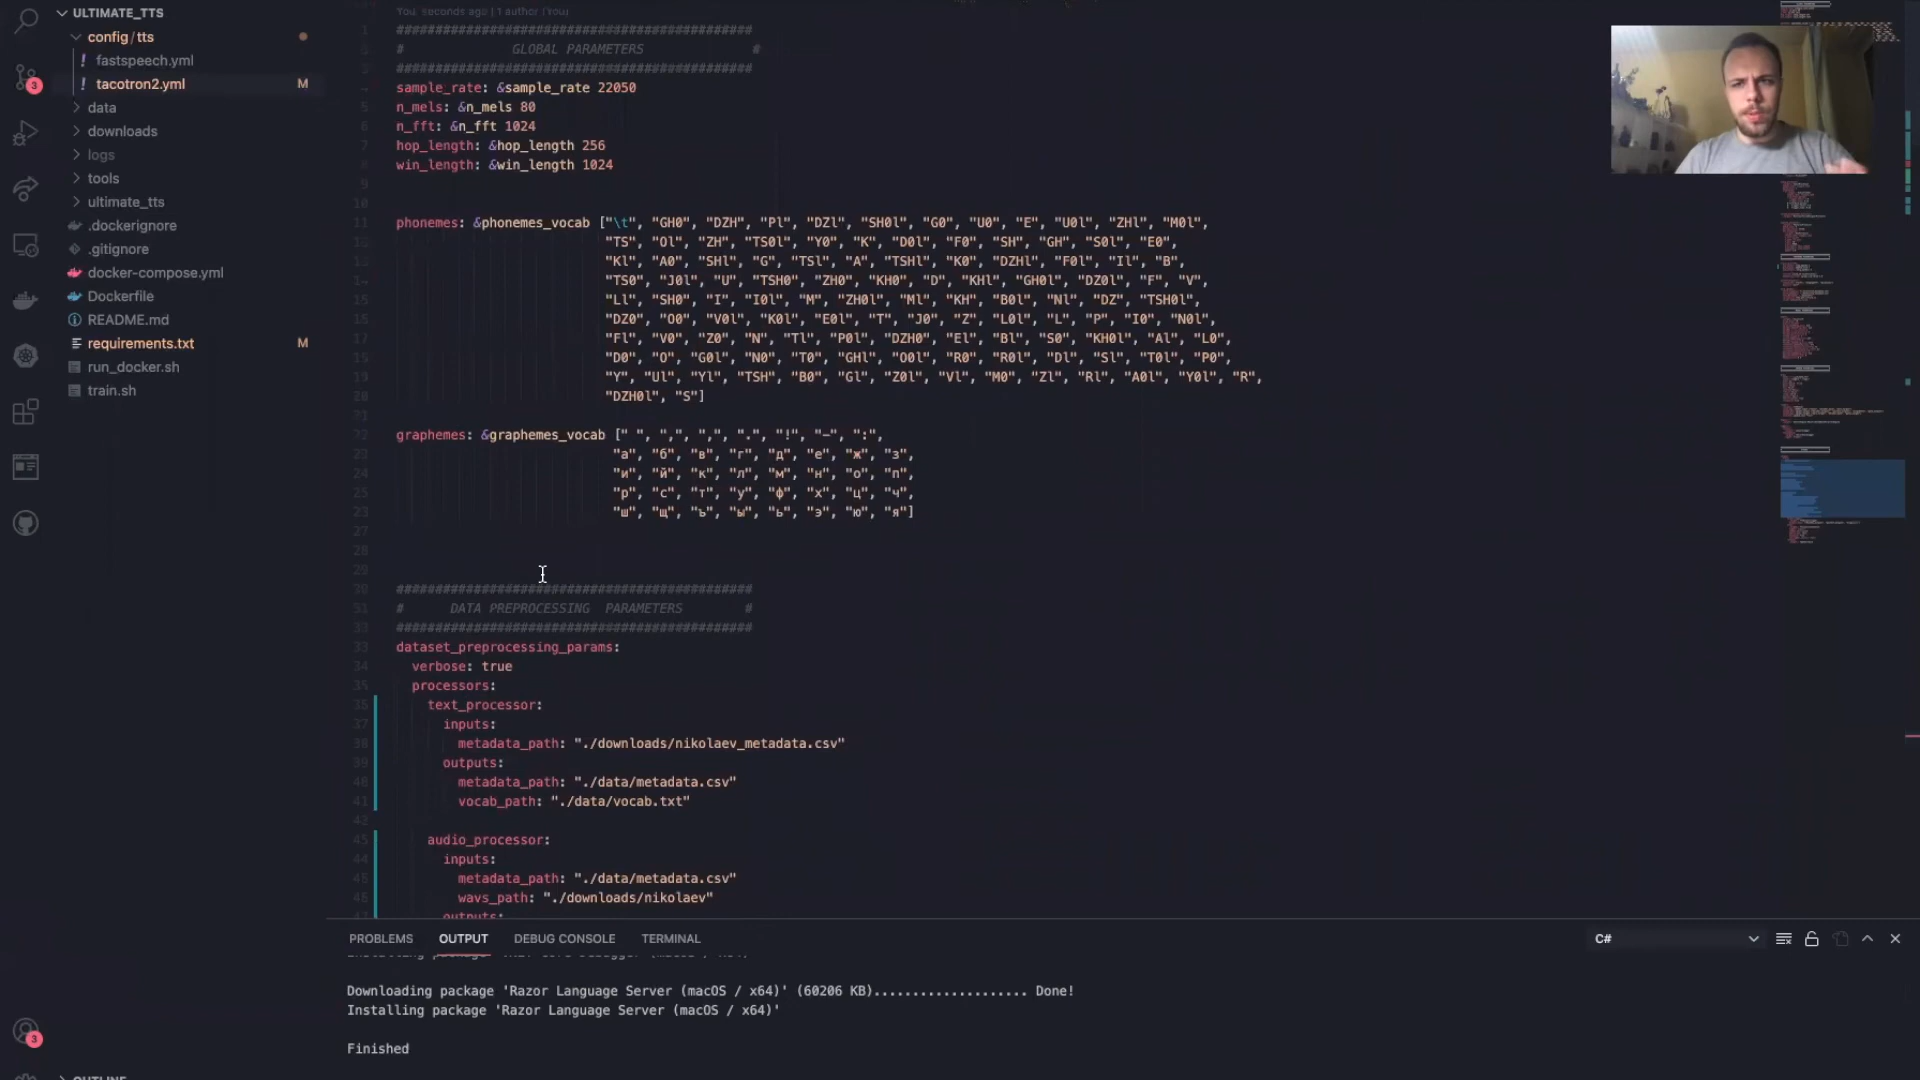 ULTIMATE_TTS
config/tts
fastspeech.yml
tacotron2.yml M
data
downloads
logs
tools
ultimate_tts
.dockerignore
.gitignore
docker-compose.yml
Dockerfile
README.md
requirements.txt M
run_docker.sh
train.sh
3
3
You, seconds ago | 1 author (You)
###############################################
# GLOBAL PARAMETERS #
###############################################
sample_rate: &sample_rate 22050
n_mels: &n_mels 80
n_fft: &n_fft 1024
hop_length: &hop_length 256
win_length: &win_length 1024
phonemes: &phonemes_vocab ["\t", "GH0", "DZH", "Pl", "DZl", "SH0l", "G0", "U0", "E", "U0l", "ZHl", "M0l",
"TS", "Ol", "ZH", "TS0l", "Y0", "K", "D0l", "F0", "SH", "GH", "S0l", "E0",
"Kl", "A0", "SHl", "G", "TSl", "A", "TSHl", "K0", "DZHl", "F0l", "Il", "B",
"TS0", "J0l", "U", "TSH0", "ZH0", "KH0", "D", "KHl", "GH0l", "DZ0l", "F", "V",
"Ll", "SH0", "I", "I0l", "M", "ZH0l", "Ml", "KH", "B0l", "Nl", "DZ", "TSH0l",
"DZ0", "O0", "V0l", "K0l", "E0l", "T", "J0", "Z", "L0l", "L", "P", "I0", "N0l",
"Fl", "V0", "Z0", "N", "Tl", "P0l", "DZH0", "El", "Bl", "S0", "KH0l", "Al", "L0",
"D0", "O", "G0l", "N0", "T0", "GHl", "O0l", "R0", "R0l", "Dl", "Sl", "T0l", "P0",
"Y", "Ul", "Yl", "TSH", "B0", "Gl", "Z0l", "Vl", "M0", "Zl", "Rl", "A0l", "Y0l", "R",
"DZH0l", "S"]
graphemes: &graphemes_vocab [" ", ",", ",", ".", "!", "—", ":",
"а", "б", "в", "г", "д", "е", "ж", "з",
"и", "й", "к", "л", "м", "н", "о", "п",
"р", "с", "т", "у", "ф", "х", "ц", "ч",
"ш", "щ", "ъ", "ы", "ь", "э", "ю", "я"]
###############################################
# DATA PREPROCESSING PARAMETERS #
###############################################
dataset_preprocessing_params:
verbose: true
processors:
text_processor:
inputs:
metadata_path: "./downloads/nikolaev_metadata.csv"
outputs:
metadata_path: "./data/metadata.csv"
vocab_path: "./data/vocab.txt"
audio_processor:
inputs:
metadata_path: "./data/metadata.csv"
wavs_path: "./downloads/nikolaev"
outputs:
PROBLEMS OUTPUT DEBUG CONSOLE TERMINAL C#
Downloading package 'Razor Language Server (macOS / x64)' (60206 KB).................... Done!
Installing package 'Razor Language Server (macOS / x64)'
Finished
OUTLINE